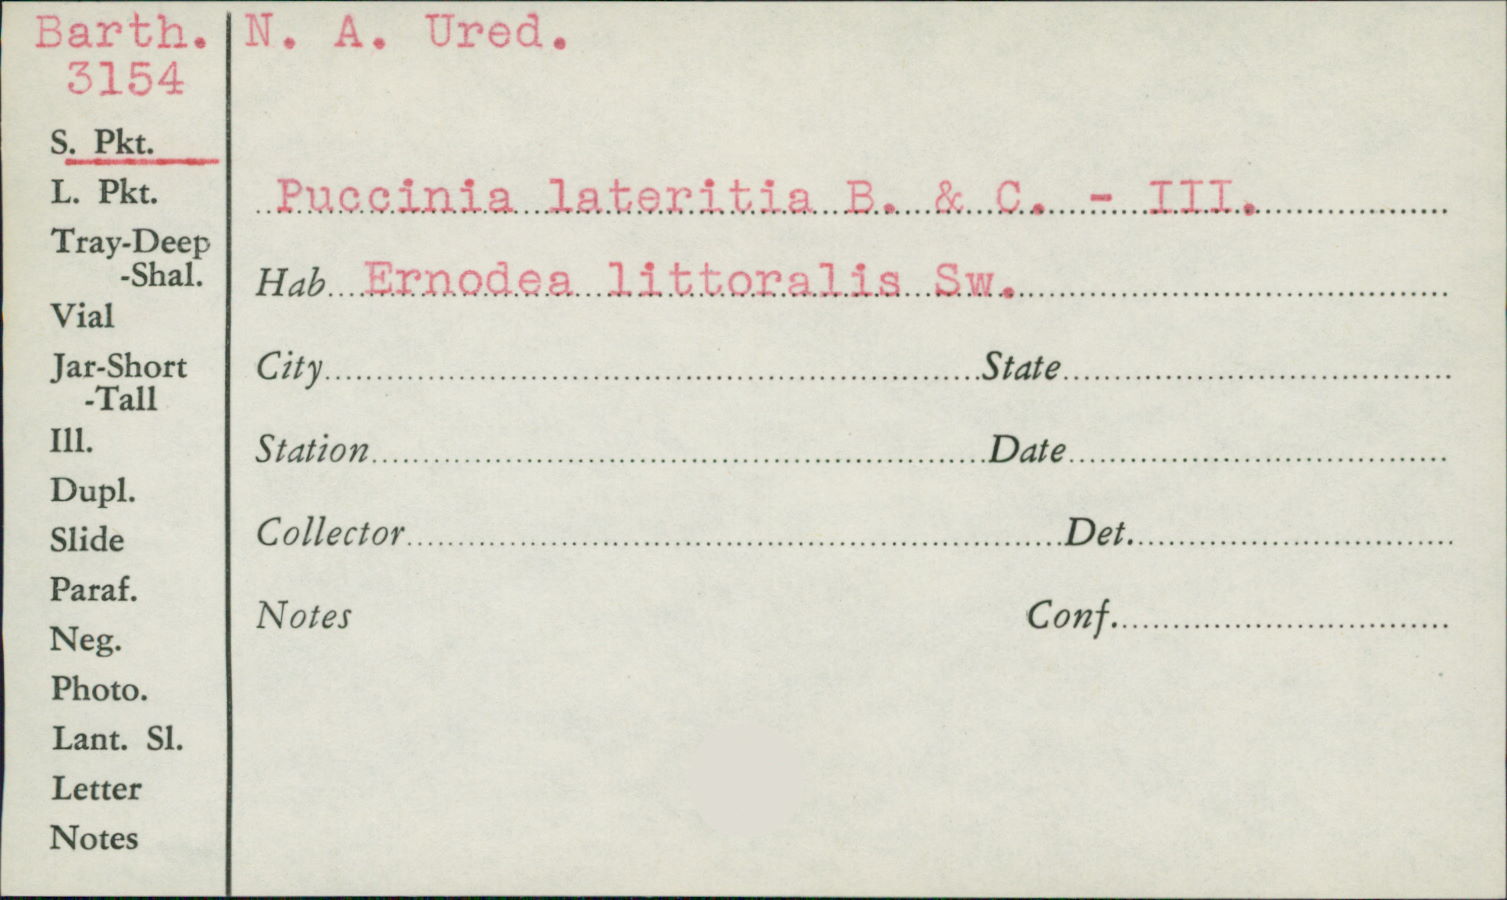 Barth.
3154
S. Pkt.
L. Pkt.
Tray-Deep
-Shal.
Vial
Jar-Short
-Tall
Ill.
Dupl.
Slide
Paraf.
Neg.
Photo.
Lant. Sl.
Letter
Notes
N. A. Ured.
Puccinia lateritia B. & C. - III.
Hab. Ernodea littoralis Sw.
City State
Station Date
Collector Det.
Notes Conf.